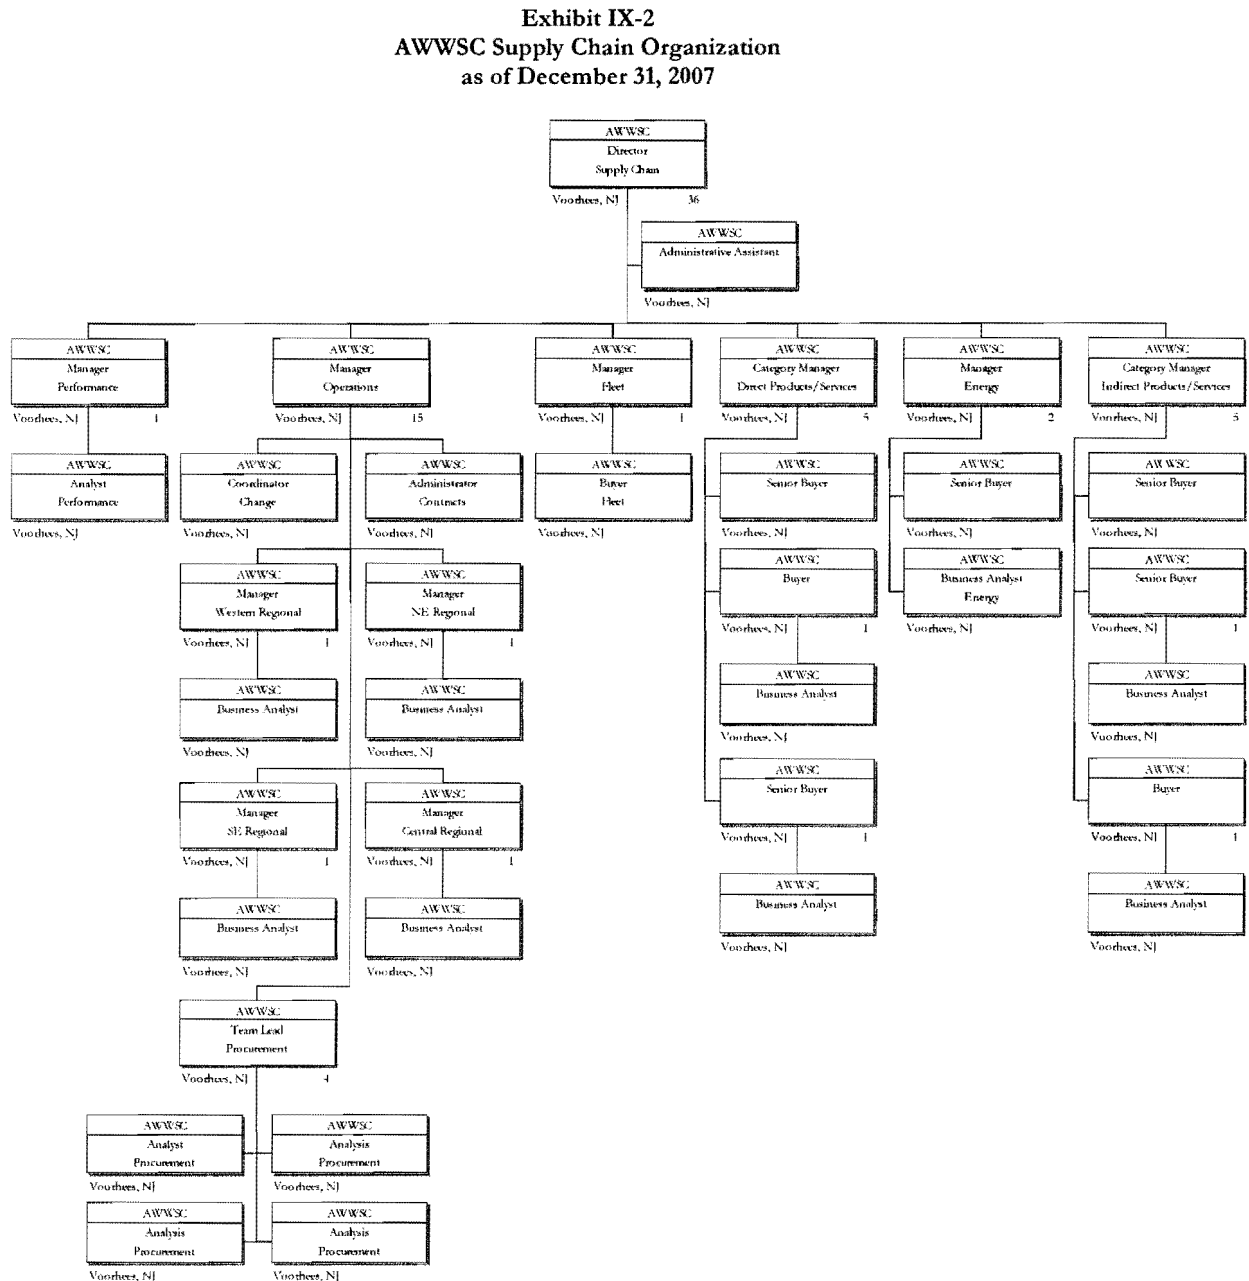 Exhibit IX-2
AWWSC Supply Chain Organization
as of December 31, 2007
AWWSC
Director
Supply Chain
Voorhees, NJ 36
AWWSC
Administrative Assistant
Voorhees, NJ
AWWSC
Manager
Performance
Voorhees, NJ 1
AWWSC
Manager
Operations
Voorhees, NJ 15
AWWSC
Manager
Fleet
Voorhees, NJ 1
AWWSC
Category Manager
Direct Products/Services
Voorhees, NJ 5
AWWSC
Manager
Energy
Voorhees, NJ 2
AWWSC
Category Manager
Indirect Products/Services
Voorhees, NJ 5
AWWSC
Analyst
Performance
Voorhees, NJ
AWWSC
Coordinator
Change
Voorhees, NJ
AWWSC
Administrator
Contracts
Voorhees, NJ
AWWSC
Buyer
Fleet
Voorhees, NJ
AWWSC
Senior Buyer
Voorhees, NJ
AWWSC
Senior Buyer
Voorhees, NJ
AWWSC
Senior Buyer
Voorhees, NJ
AWWSC
Manager
Western Regional
Voorhees, NJ 1
AWWSC
Manager
NE Regional
Voorhees, NJ 1
AWWSC
Buyer
Voorhees, NJ 1
AWWSC
Business Analyst
Energy
Voorhees, NJ
AWWSC
Senior Buyer
Voorhees, NJ 1
AWWSC
Business Analyst
Voorhees, NJ
AWWSC
Business Analyst
Voorhees, NJ
AWWSC
Business Analyst
Voorhees, NJ
AWWSC
Business Analyst
Voorhees, NJ
AWWSC
Manager
SE Regional
Voorhees, NJ 1
AWWSC
Manager
Central Regional
Voorhees, NJ 1
AWWSC
Senior Buyer
Voorhees, NJ 1
AWWSC
Buyer
Voorhees, NJ 1
AWWSC
Business Analyst
Voorhees, NJ
AWWSC
Business Analyst
Voorhees, NJ
AWWSC
Business Analyst
Voorhees, NJ
AWWSC
Business Analyst
Voorhees, NJ
AWWSC
Team Lead
Procurement
Voorhees, NJ 4
AWWSC
Analyst
Procurement
Voorhees, NJ
AWWSC
Analysis
Procurement
Voorhees, NJ
AWWSC
Analysis
Procurement
Voorhees, NJ
AWWSC
Analysis
Procurement
Voorhees, NJ